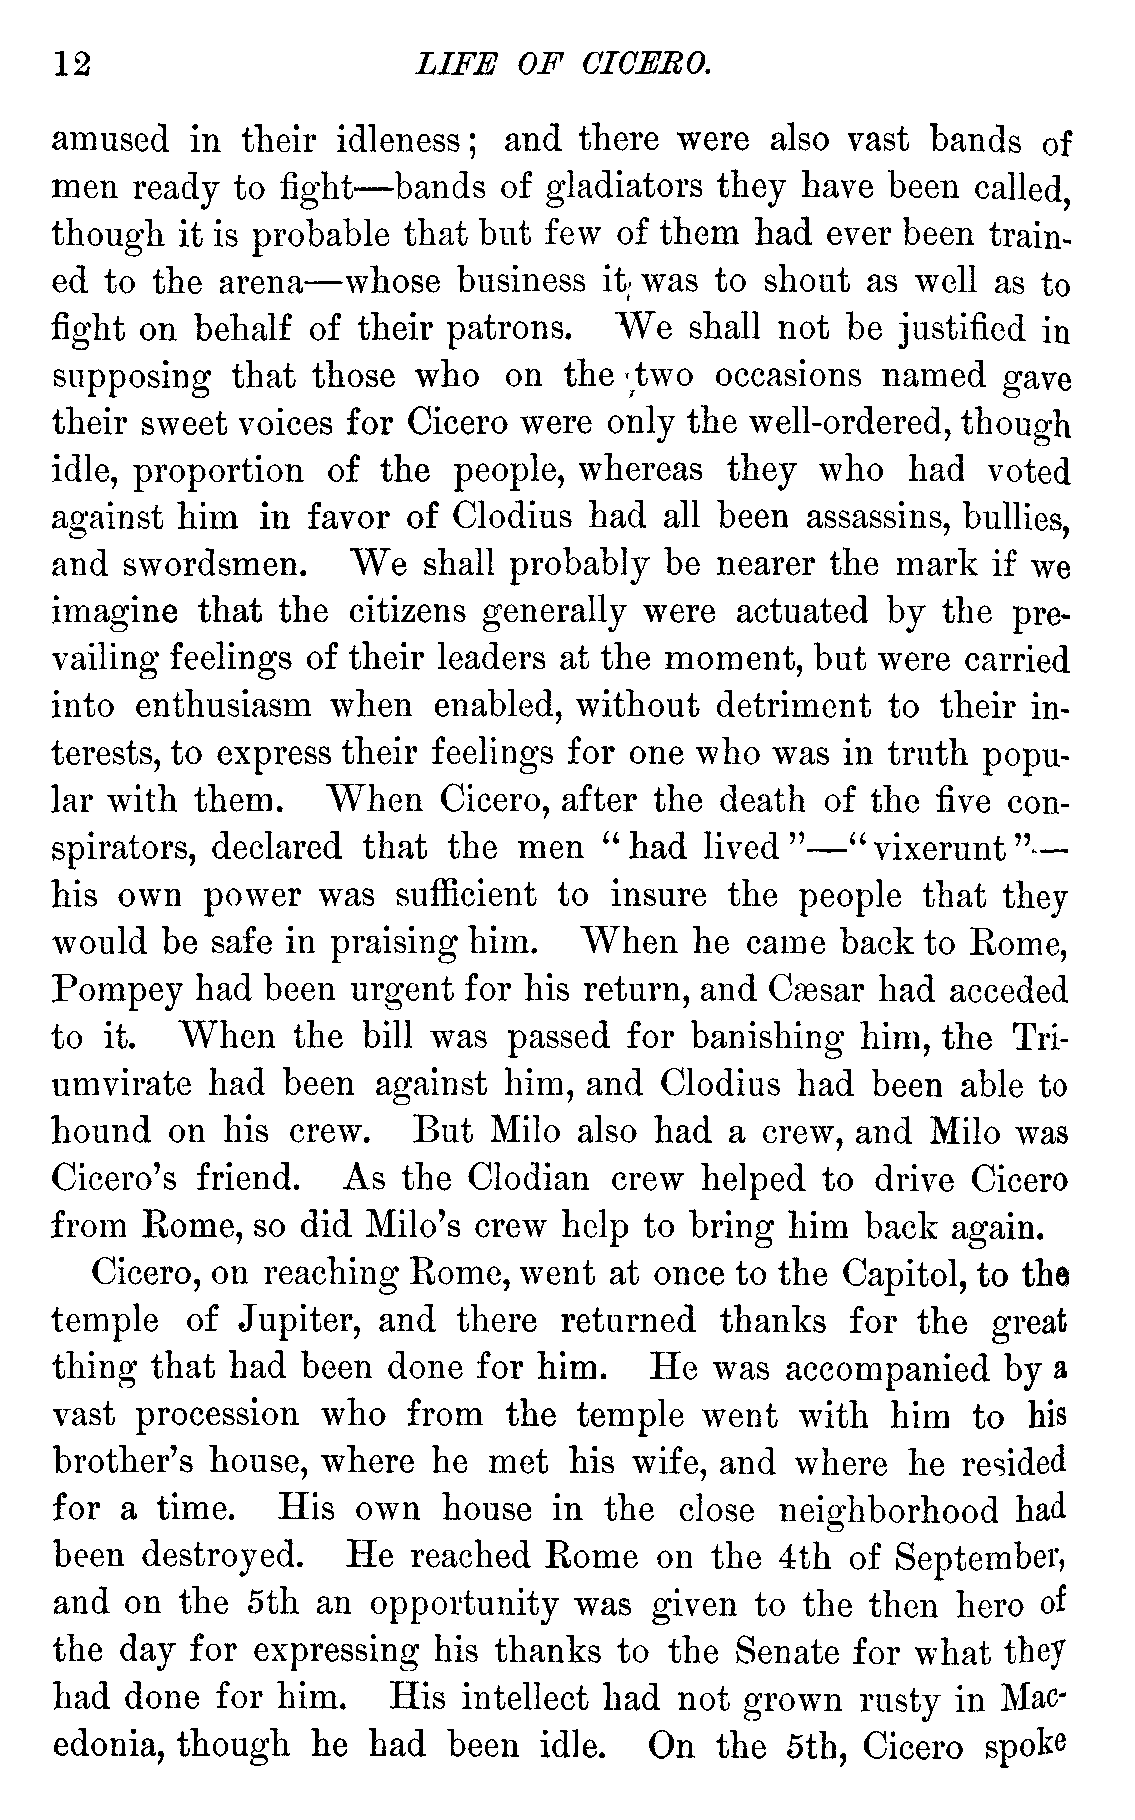 12 LIFE OF CICERO.
amused in their idleness; and there were also vast bands of
men ready to fight—bands of gladiators they have been called,
though it is probable that but few of them had ever been train-
ed to the arena—whose business it was to shout as well as to
fight on behalf of their patrons. We shall not be justified in
supposing that those who on the two occasions named gave
their sweet voices for Cicero were only the well-ordered, though
idle, proportion of the people, whereas they who had voted
against him in favor of Clodius had all been assassins, bullies,
and swordsmen. We shall probably be nearer the mark if we
imagine that the citizens generally were actuated by the pre-
vailing feelings of their leaders at the moment, but were carried
into enthusiasm when enabled, without detriment to their in-
terests, to express their feelings for one who was in truth popu-
lar with them. When Cicero, after the death of the five con-
spirators, declared that the men "had lived"—"vixerunt"—
his own power was sufficient to insure the people that they
would be safe in praising him. When he came back to Rome,
Pompey had been urgent for his return, and Cæsar had acceded
to it. When the bill was passed for banishing him, the Tri-
umvirate had been against him, and Clodius had been able to
hound on his crew. But Milo also had a crew, and Milo was
Cicero's friend. As the Clodian crew helped to drive Cicero
from Rome, so did Milo's crew help to bring him back again.
Cicero, on reaching Rome, went at once to the Capitol, to the
temple of Jupiter, and there returned thanks for the great
thing that had been done for him. He was accompanied by a
vast procession who from the temple went with him to his
brother's house, where he met his wife, and where he resided
for a time. His own house in the close neighborhood had
been destroyed. He reached Rome on the 4th of September,
and on the 5th an opportunity was given to the then hero of
the day for expressing his thanks to the Senate for what they
had done for him. His intellect had not grown rusty in Mac-
edonia, though he had been idle. On the 5th, Cicero spoke